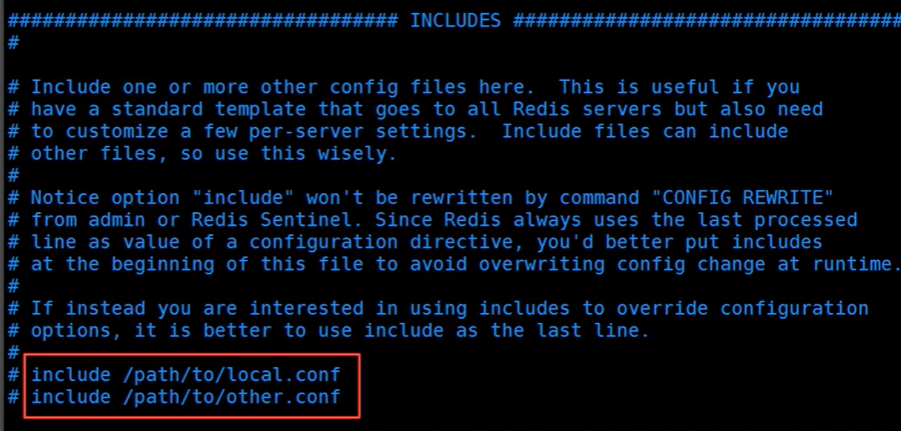 ################################## INCLUDES ##################################
#
# Include one or more other config files here.  This is useful if you
# have a standard template that goes to all Redis servers but also need
# to customize a few per-server settings.  Include files can include
# other files, so use this wisely.
#
# Notice option "include" won't be rewritten by command "CONFIG REWRITE"
# from admin or Redis Sentinel. Since Redis always uses the last processed
# line as value of a configuration directive, you'd better put includes
# at the beginning of this file to avoid overwriting config change at runtime.
#
# If instead you are interested in using includes to override configuration
# options, it is better to use include as the last line.
#
# include /path/to/local.conf
# include /path/to/other.conf